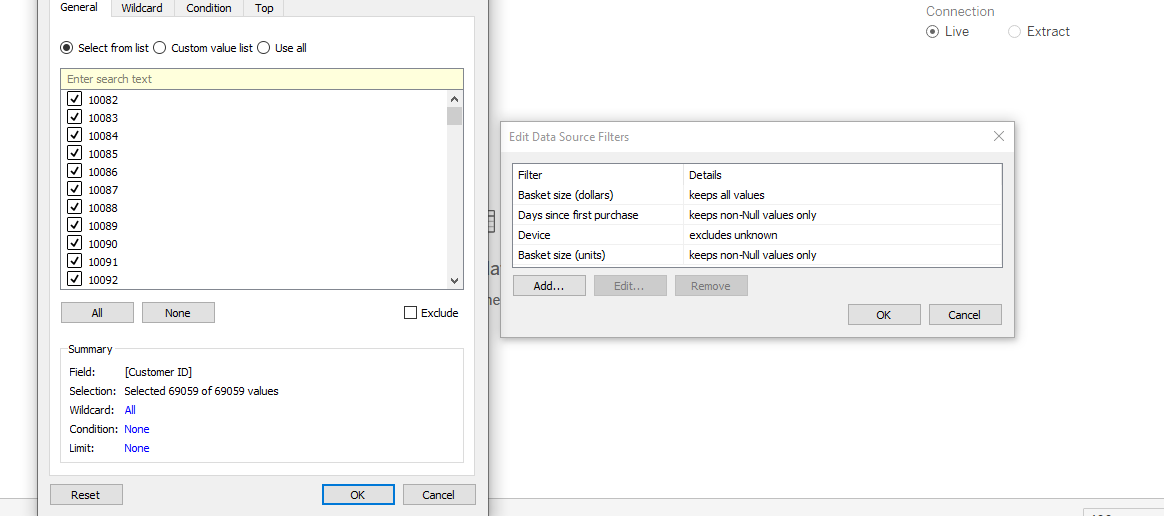 General Wildcard Condition Top
Select from list Custom value list Use all
Enter search text
10082
10083
10084
10085
10086
10087
10088
10089
10090
10091
10092
All None Exclude
Summary
Field: [Customer ID]
Selection: Selected 69059 of 69059 values
Wildcard: All
Condition: None
Limit: None
Reset OK Cancel
Connection
Live Extract
Edit Data Source Filters
Filter Details
Basket size (dollars) keeps all values
Days since first purchase keeps non-Null values only
Device excludes unknown
Basket size (units) keeps non-Null values only
Add... Edit... Remove
OK Cancel